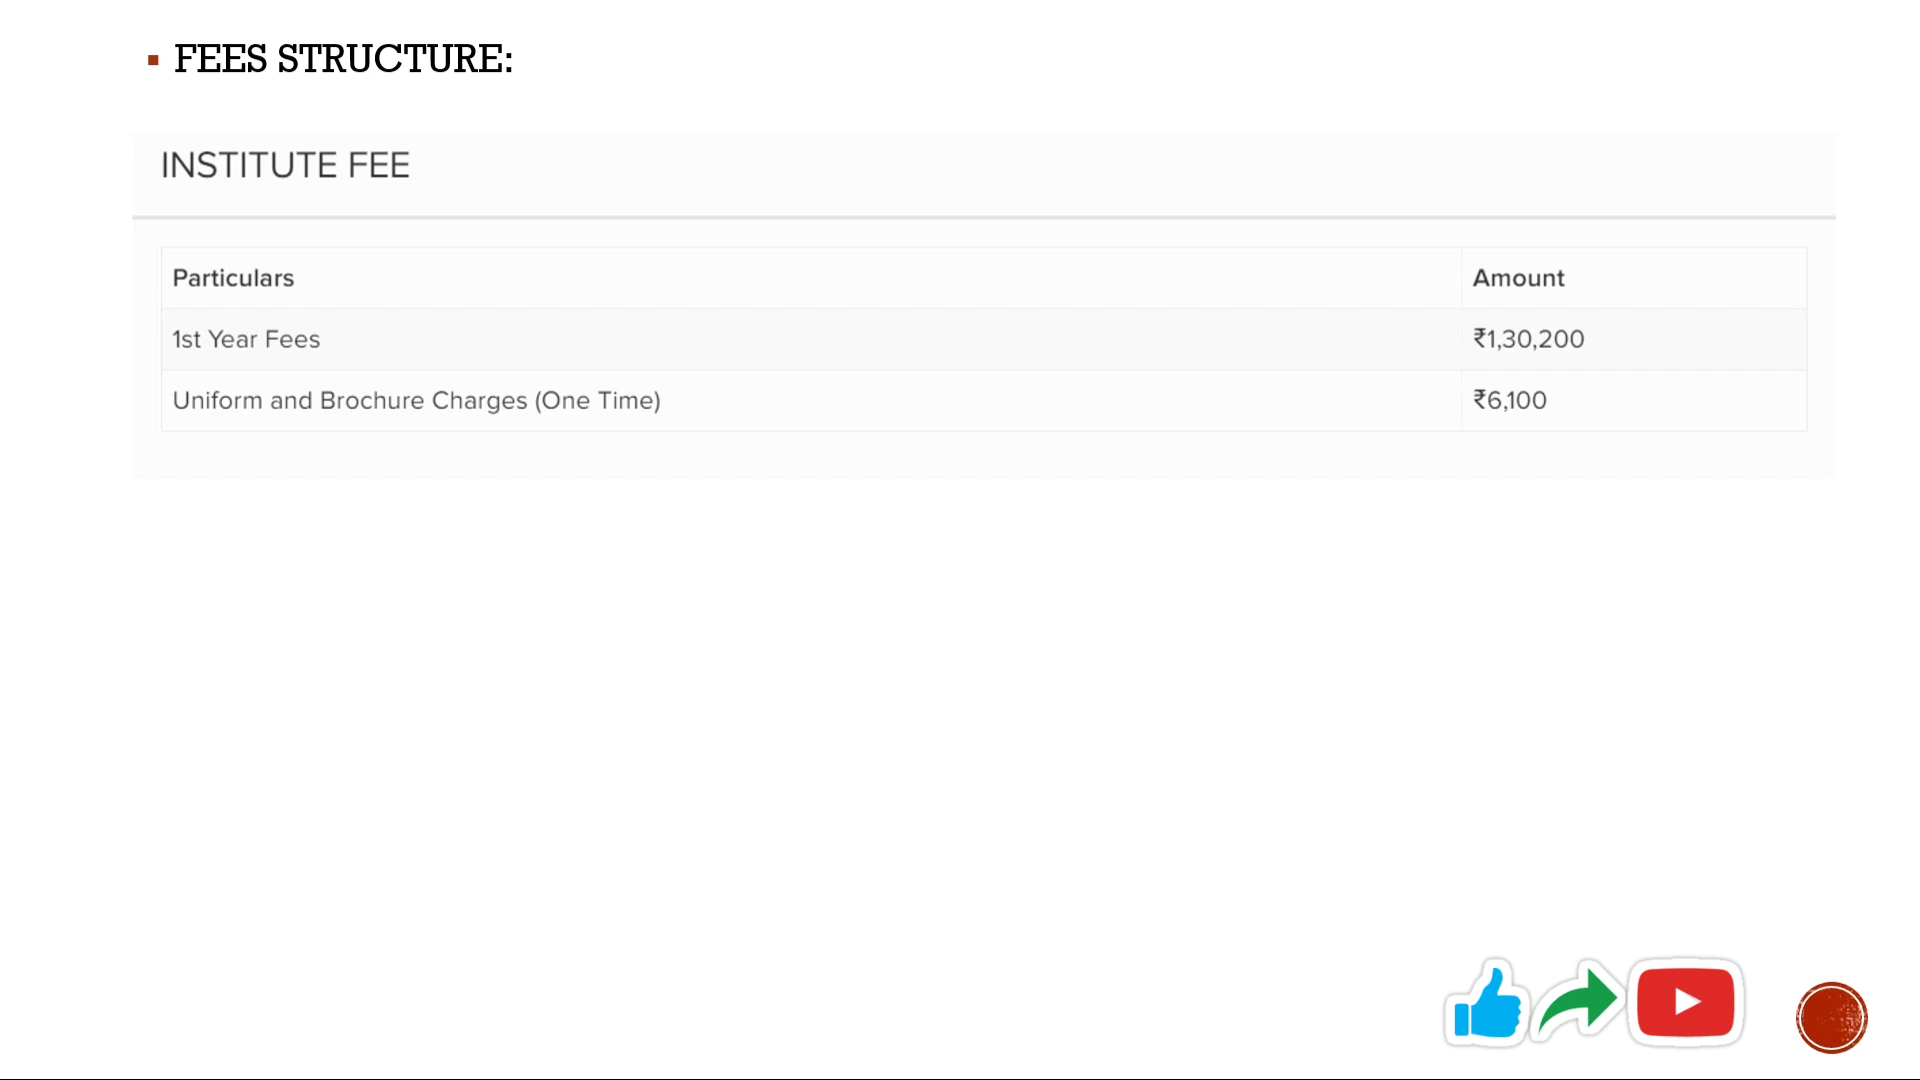 FEES STRUCTURE:
INSTITUTE FEE
Particulars Amount
1st Year Fees ₹1,30,200
Uniform and Brochure Charges (One Time) ₹6,100